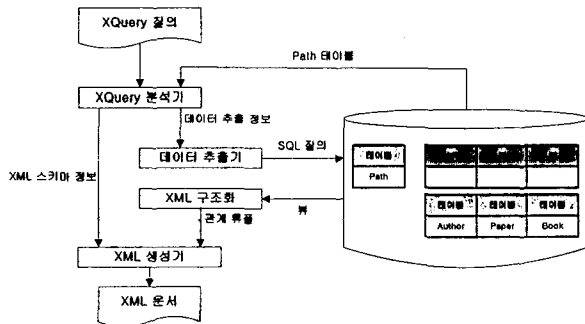 XQuery 질의
Path 테이블
XQuery 분석기
데이터 추출 정보
데이터 추출기
SQL 질의
XML 스키마 정보
XML 구조화
뷰
관계 튜플
XML 생성기
XML 문서
테이블
Path
테이블 테이블 테이블
Author Paper Book